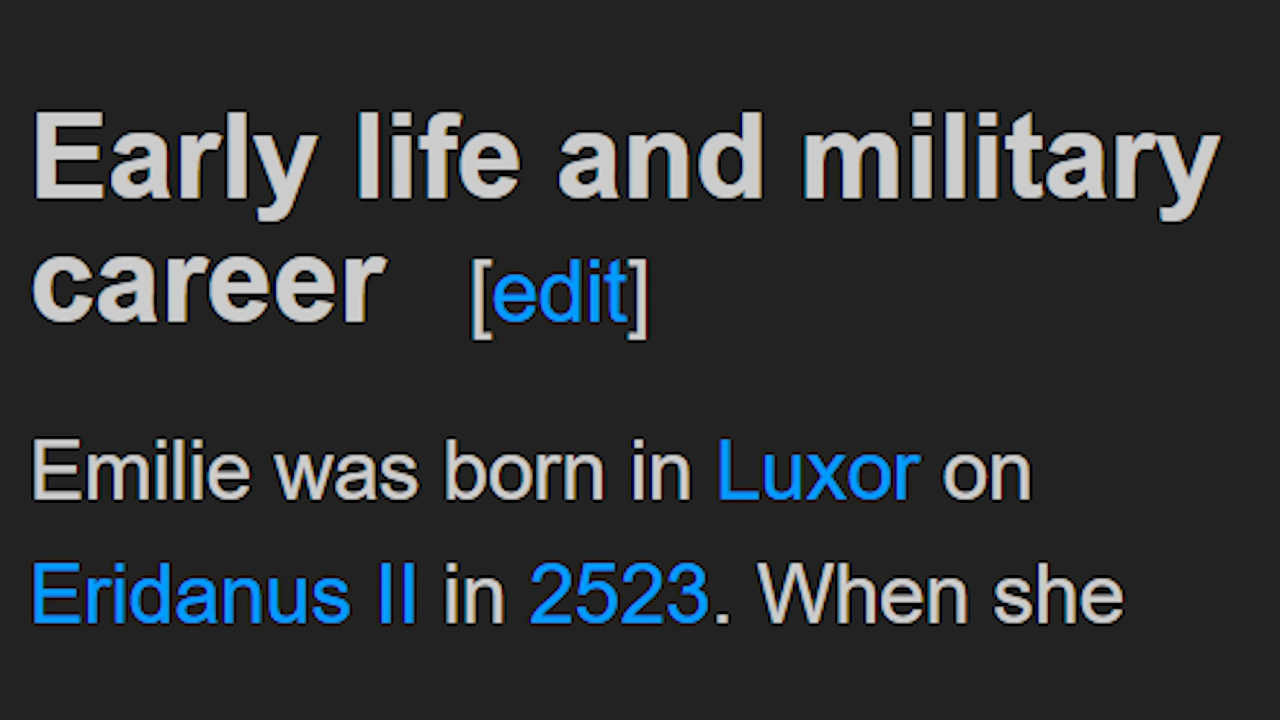 Early life and military
career [edit]
Emilie was born in Luxor on
Eridanus II in 2523. When she